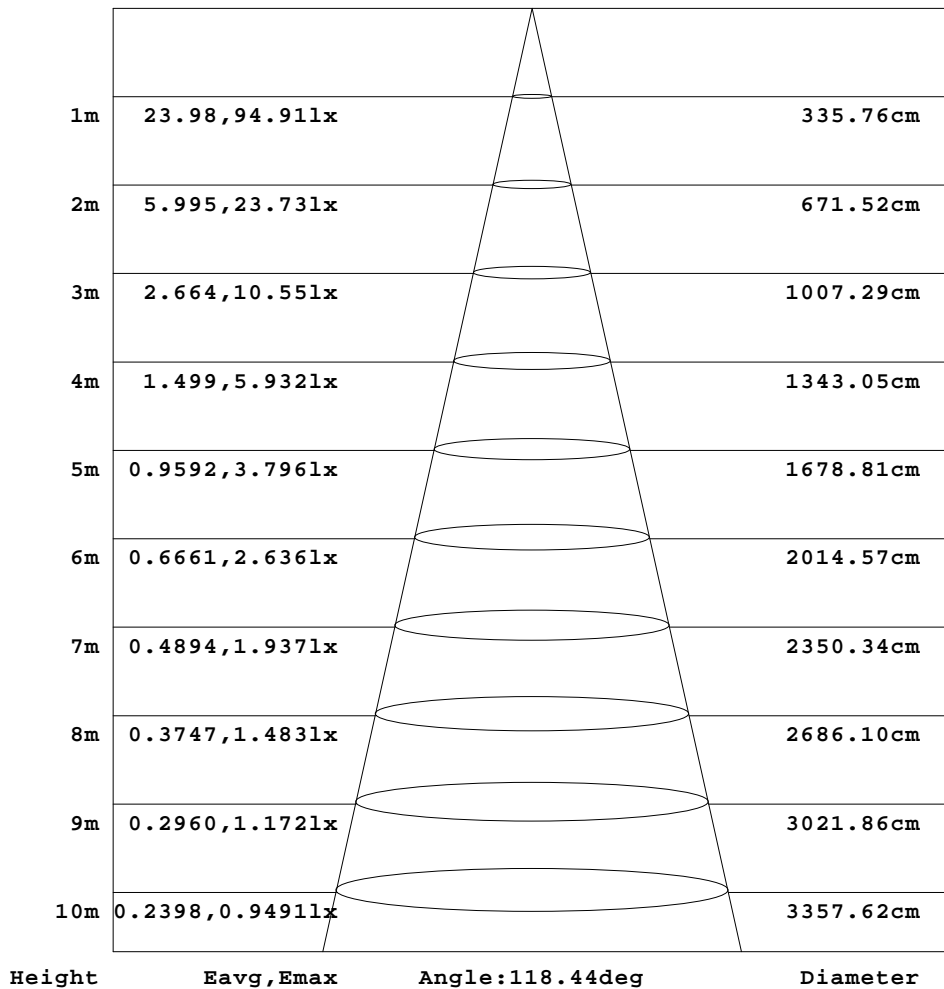 1m 23.98,94.91lx 335.76cm
2m 5.995,23.73lx 671.52cm
3m 2.664,10.55lx 1007.29cm
4m 1.499,5.932lx 1343.05cm
5m 0.9592,3.796lx 1678.81cm
6m 0.6661,2.636lx 2014.57cm
7m 0.4894,1.937lx 2350.34cm
8m 0.3747,1.483lx 2686.10cm
9m 0.2960,1.172lx 3021.86cm
10m 0.2398,0.9491lx 3357.62cm
Height Eavg,Emax Angle:118.44deg Diameter